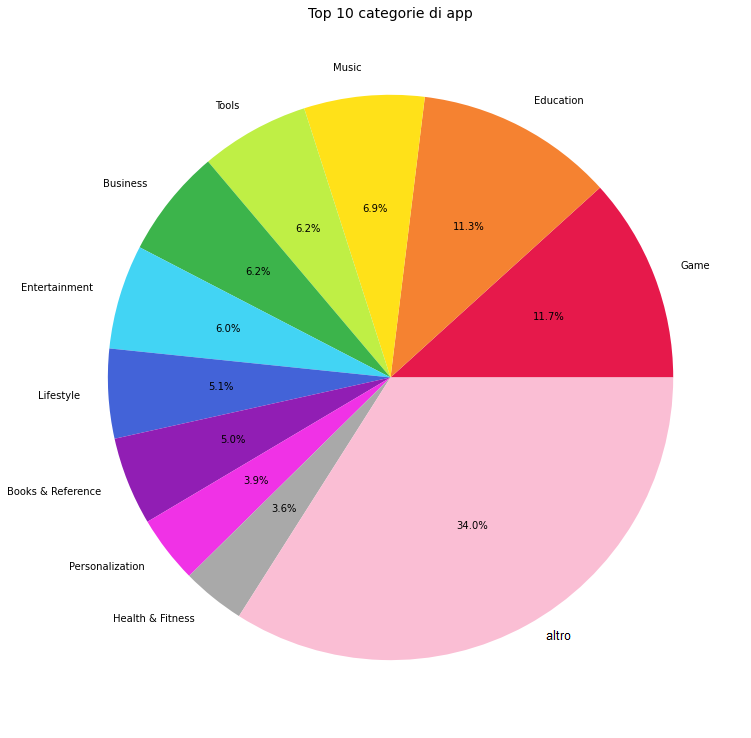 Top 10 categorie di app
Music
Education
Tools
Business
Game
Entertainment
Lifestyle
Books & Reference
Personalization
Health & Fitness
altro
6.9%
11.3%
6.2%
6.2%
11.7%
6.0%
5.1%
5.0%
3.9%
3.6%
34.0%